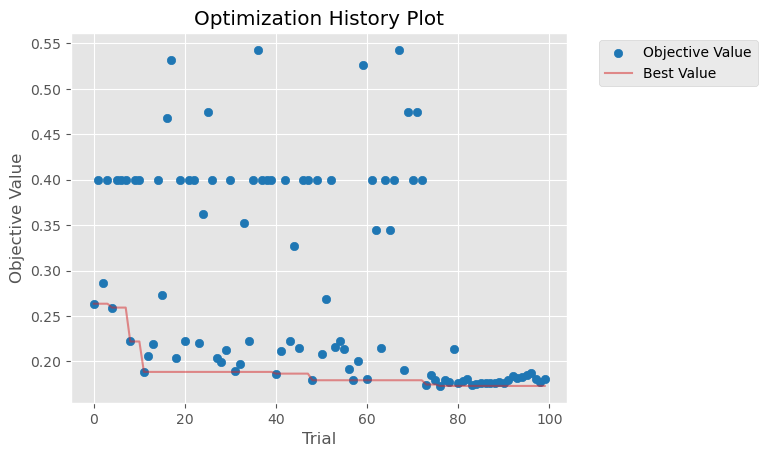 Optimization History Plot
Objective Value
Best Value
0.55
0.50
0.45
0.40
0.35
0.30
0.25
0.20
Objective Value
0
20
40
60
80
100
Trial